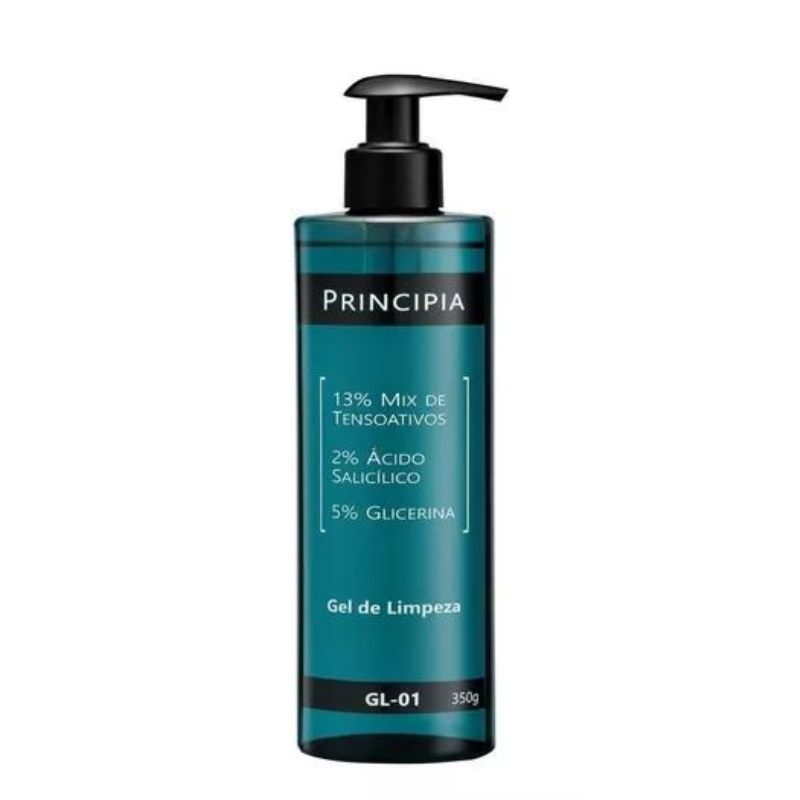 PRINCIPIA
13% MIX DE
TENSOATIVOS
2% ÁCIDO
SALICÍLICO
5% GLICERINA
Gel de Limpeza
GL-01 350g